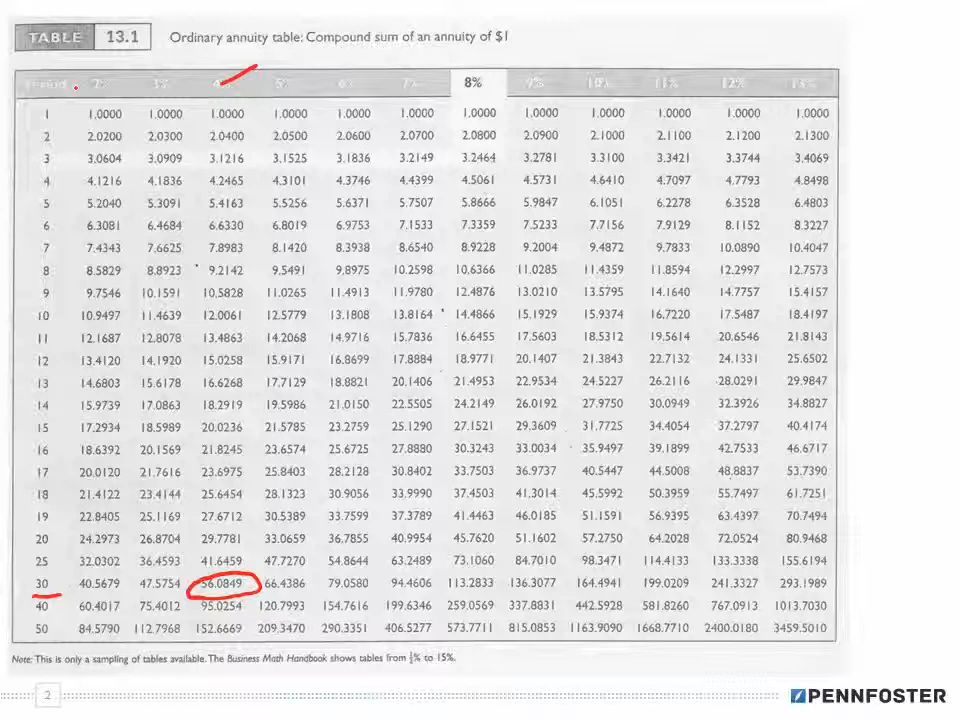 TABLE 13.1 Ordinary annuity table: Compound sum of an annuity of $1
Period 2% 3% 4% 5% 6% 7% 8% 9% 10% 11% 12% 13%
1 1.0000 1.0000 1.0000 1.0000 1.0000 1.0000 1.0000 1.0000 1.0000 1.0000 1.0000 1.0000
2 2.0200 2.0300 2.0400 2.0500 2.0600 2.0700 2.0800 2.0900 2.1000 2.1100 2.1200 2.1300
3 3.0604 3.0909 3.1216 3.1525 3.1836 3.2149 3.2464 3.2781 3.3100 3.3421 3.3744 3.4069
4 4.1216 4.1836 4.2465 4.3101 4.3746 4.4399 4.5061 4.5731 4.6410 4.7097 4.7793 4.8498
5 5.2040 5.3091 5.4163 5.5256 5.6371 5.7507 5.8666 5.9847 6.1051 6.2278 6.3528 6.4803
6 6.3081 6.4684 6.6330 6.8019 6.9753 7.1533 7.3359 7.5233 7.7156 7.9129 8.1152 8.3227
7 7.4343 7.6625 7.8983 8.1420 8.3938 8.6540 8.9228 9.2004 9.4872 9.7833 10.0890 10.4047
8 8.5829 8.8923 9.2142 9.5491 9.8975 10.2598 10.6366 11.0285 11.4359 11.8594 12.2997 12.7573
9 9.7546 10.1591 10.5828 11.0265 11.4913 11.9780 12.4876 13.0210 13.5795 14.1640 14.7757 15.4157
10 10.9497 11.4639 12.0061 12.5779 13.1808 13.8164 14.4866 15.1929 15.9374 16.7220 17.5487 18.4197
11 12.1687 12.8078 13.4863 14.2068 14.9716 15.7836 16.6455 17.5603 18.5312 19.5614 20.6546 21.8143
12 13.4120 14.1920 15.0258 15.9171 16.8699 17.8884 18.9771 20.1407 21.3843 22.7132 24.1331 25.6502
13 14.6803 15.6178 16.6268 17.7129 18.8821 20.1406 21.4953 22.9534 24.5227 26.2116 28.0291 29.9847
14 15.9739 17.0863 18.2919 19.5986 21.0150 22.5505 24.2149 26.0192 27.9750 30.0949 32.3926 34.8827
15 17.2934 18.5989 20.0236 21.5785 23.2759 25.1290 27.1521 29.3609 31.7725 34.4054 37.2797 40.4174
16 18.6392 20.1569 21.8245 23.6574 25.6725 27.8880 30.3243 33.0034 35.9497 39.1899 42.7533 46.6717
17 20.0120 21.7616 23.6975 25.8403 28.2128 30.8402 33.7503 36.9737 40.5447 44.5008 48.8837 53.7390
18 21.4122 23.4144 25.6454 28.1323 30.9056 33.9990 37.4503 41.3014 45.5992 50.3959 55.7497 61.7251
19 22.8405 25.1169 27.6712 30.5389 33.7599 37.3789 41.4463 46.0185 51.1591 56.9395 63.4397 70.7494
20 24.2973 26.8704 29.7781 33.0659 36.7855 40.9954 45.7620 51.1602 57.2750 64.2028 72.0524 80.9468
25 32.0302 36.4593 41.6459 47.7270 54.8644 63.2489 73.1060 84.7010 98.3471 114.4133 133.3338 155.6194
30 40.5679 47.5754 56.0849 66.4386 79.0580 94.4606 113.2833 136.3077 164.4941 199.0209 241.3327 293.1989
40 60.4017 75.4012 95.0254 120.7993 154.7616 199.6346 259.0569 337.8831 442.5928 581.8260 767.0913 1013.7030
50 84.5790 112.7968 152.6669 209.3470 290.3351 406.5277 573.7711 815.0853 1163.9090 1668.7710 2400.0180 3459.5010
Note: This is only a sampling of tables available. The Business Math Handbook shows tables from ½% to 15%.
2 PENNFOSTER